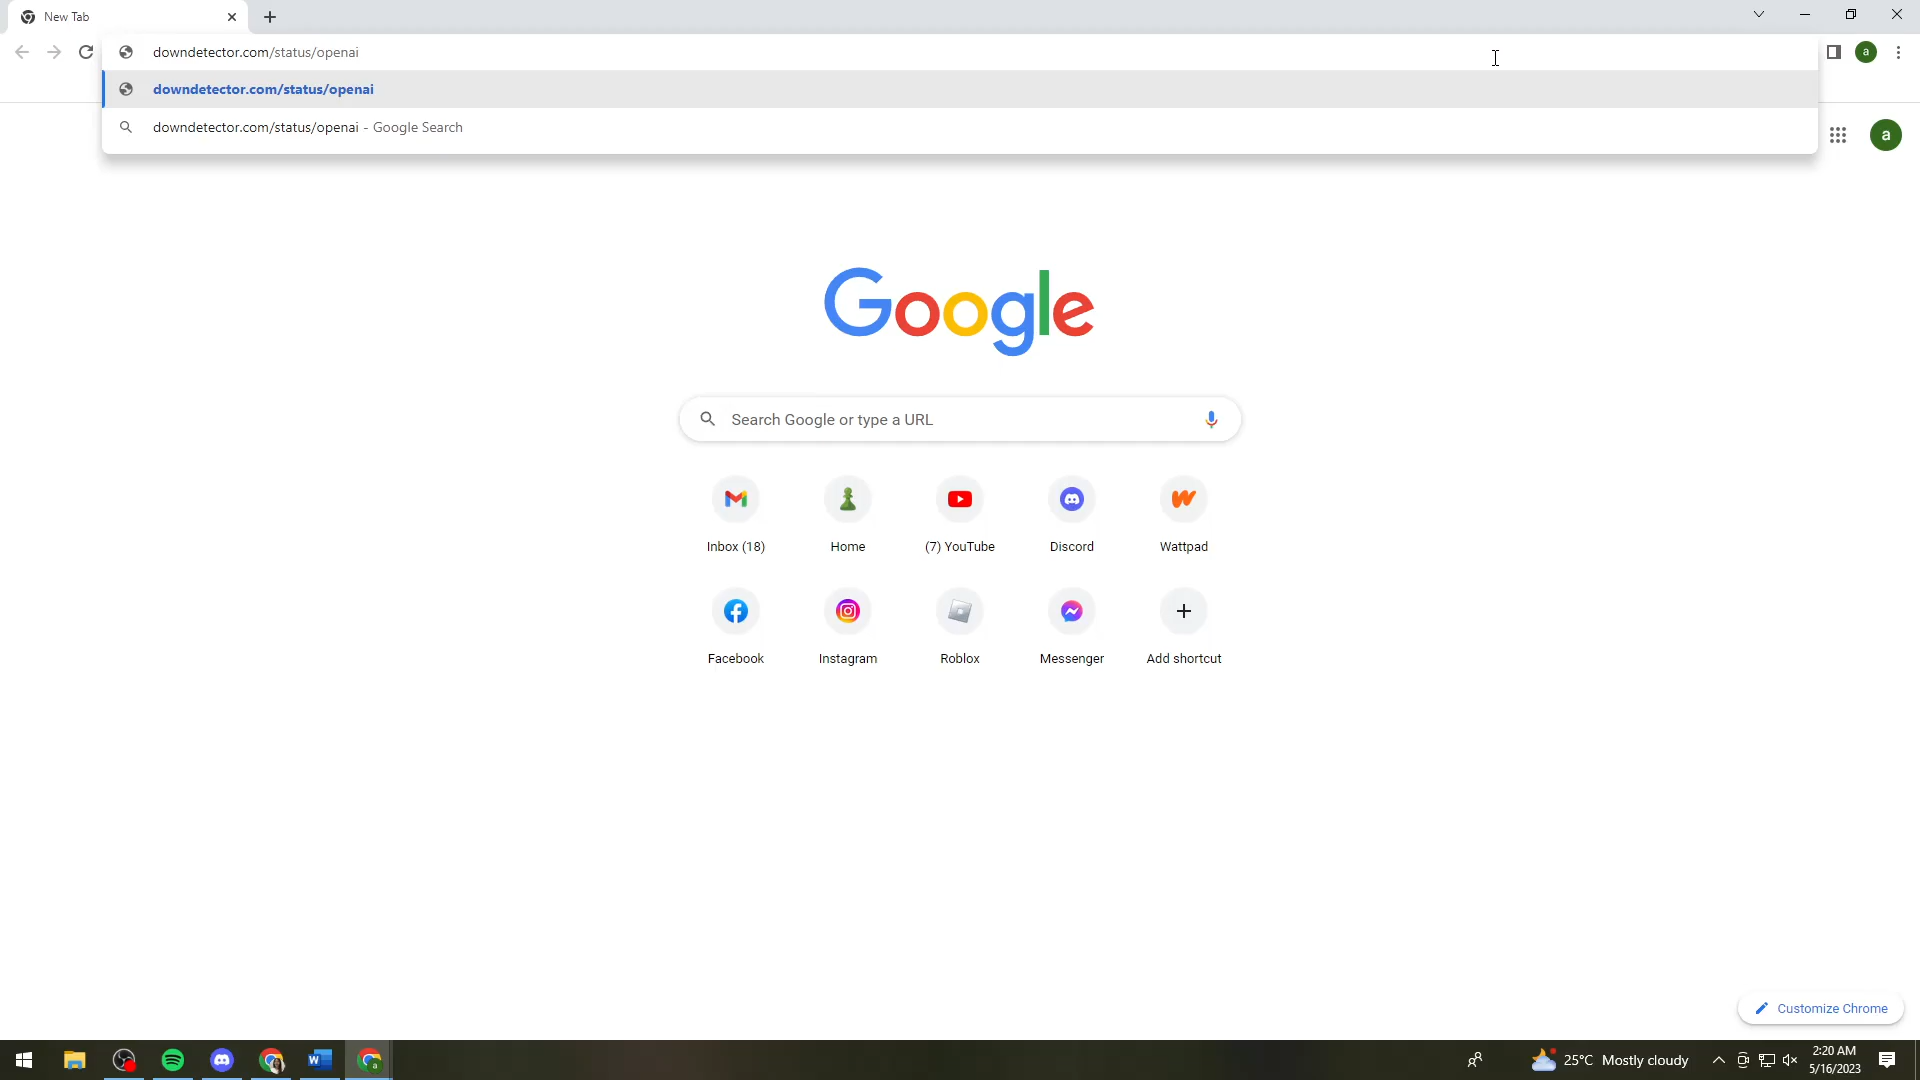 New Tab
downdetector.com/status/openai
a
downdetector.com/status/openai
downdetector.com/status/openai - Google Search
a
Google
Search Google or type a URL
Inbox (18)
Home
(7) YouTube
Discord
Wattpad
Facebook
Instagram
Roblox
Messenger
Add shortcut
Customize Chrome
25°C Mostly cloudy
2:20 AM
5/16/2023